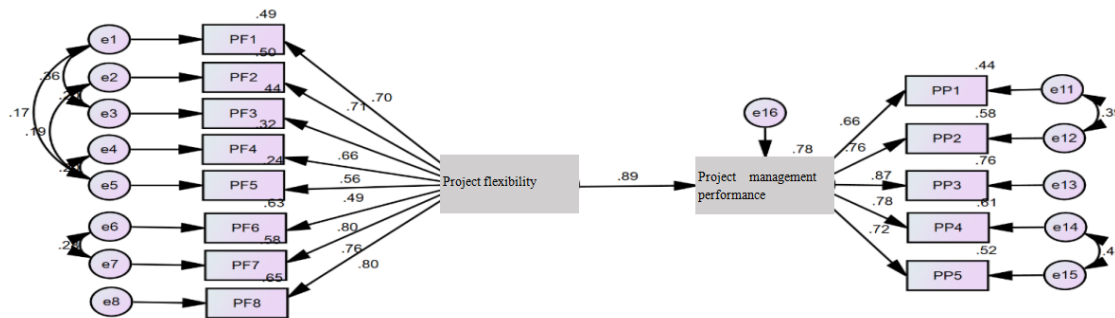 .49
e1
PF1
.50
e2
PF2
.44
.36
e3
PF3
.32
.17
.19
e4
PF4
.24
e5
PF5
.63
e6
PF6
.58
e7
PF7
.65
e8
PF8
.70
.71
.66
.56
.49
.80
.76
.80
Project flexibility
.89
e16
.78
Project management
performance
.66
.76
.87
.78
.72
.44
PP1
e11
.58
PP2
e12
.76
PP3
e13
.61
PP4
e14
.52
PP5
e15